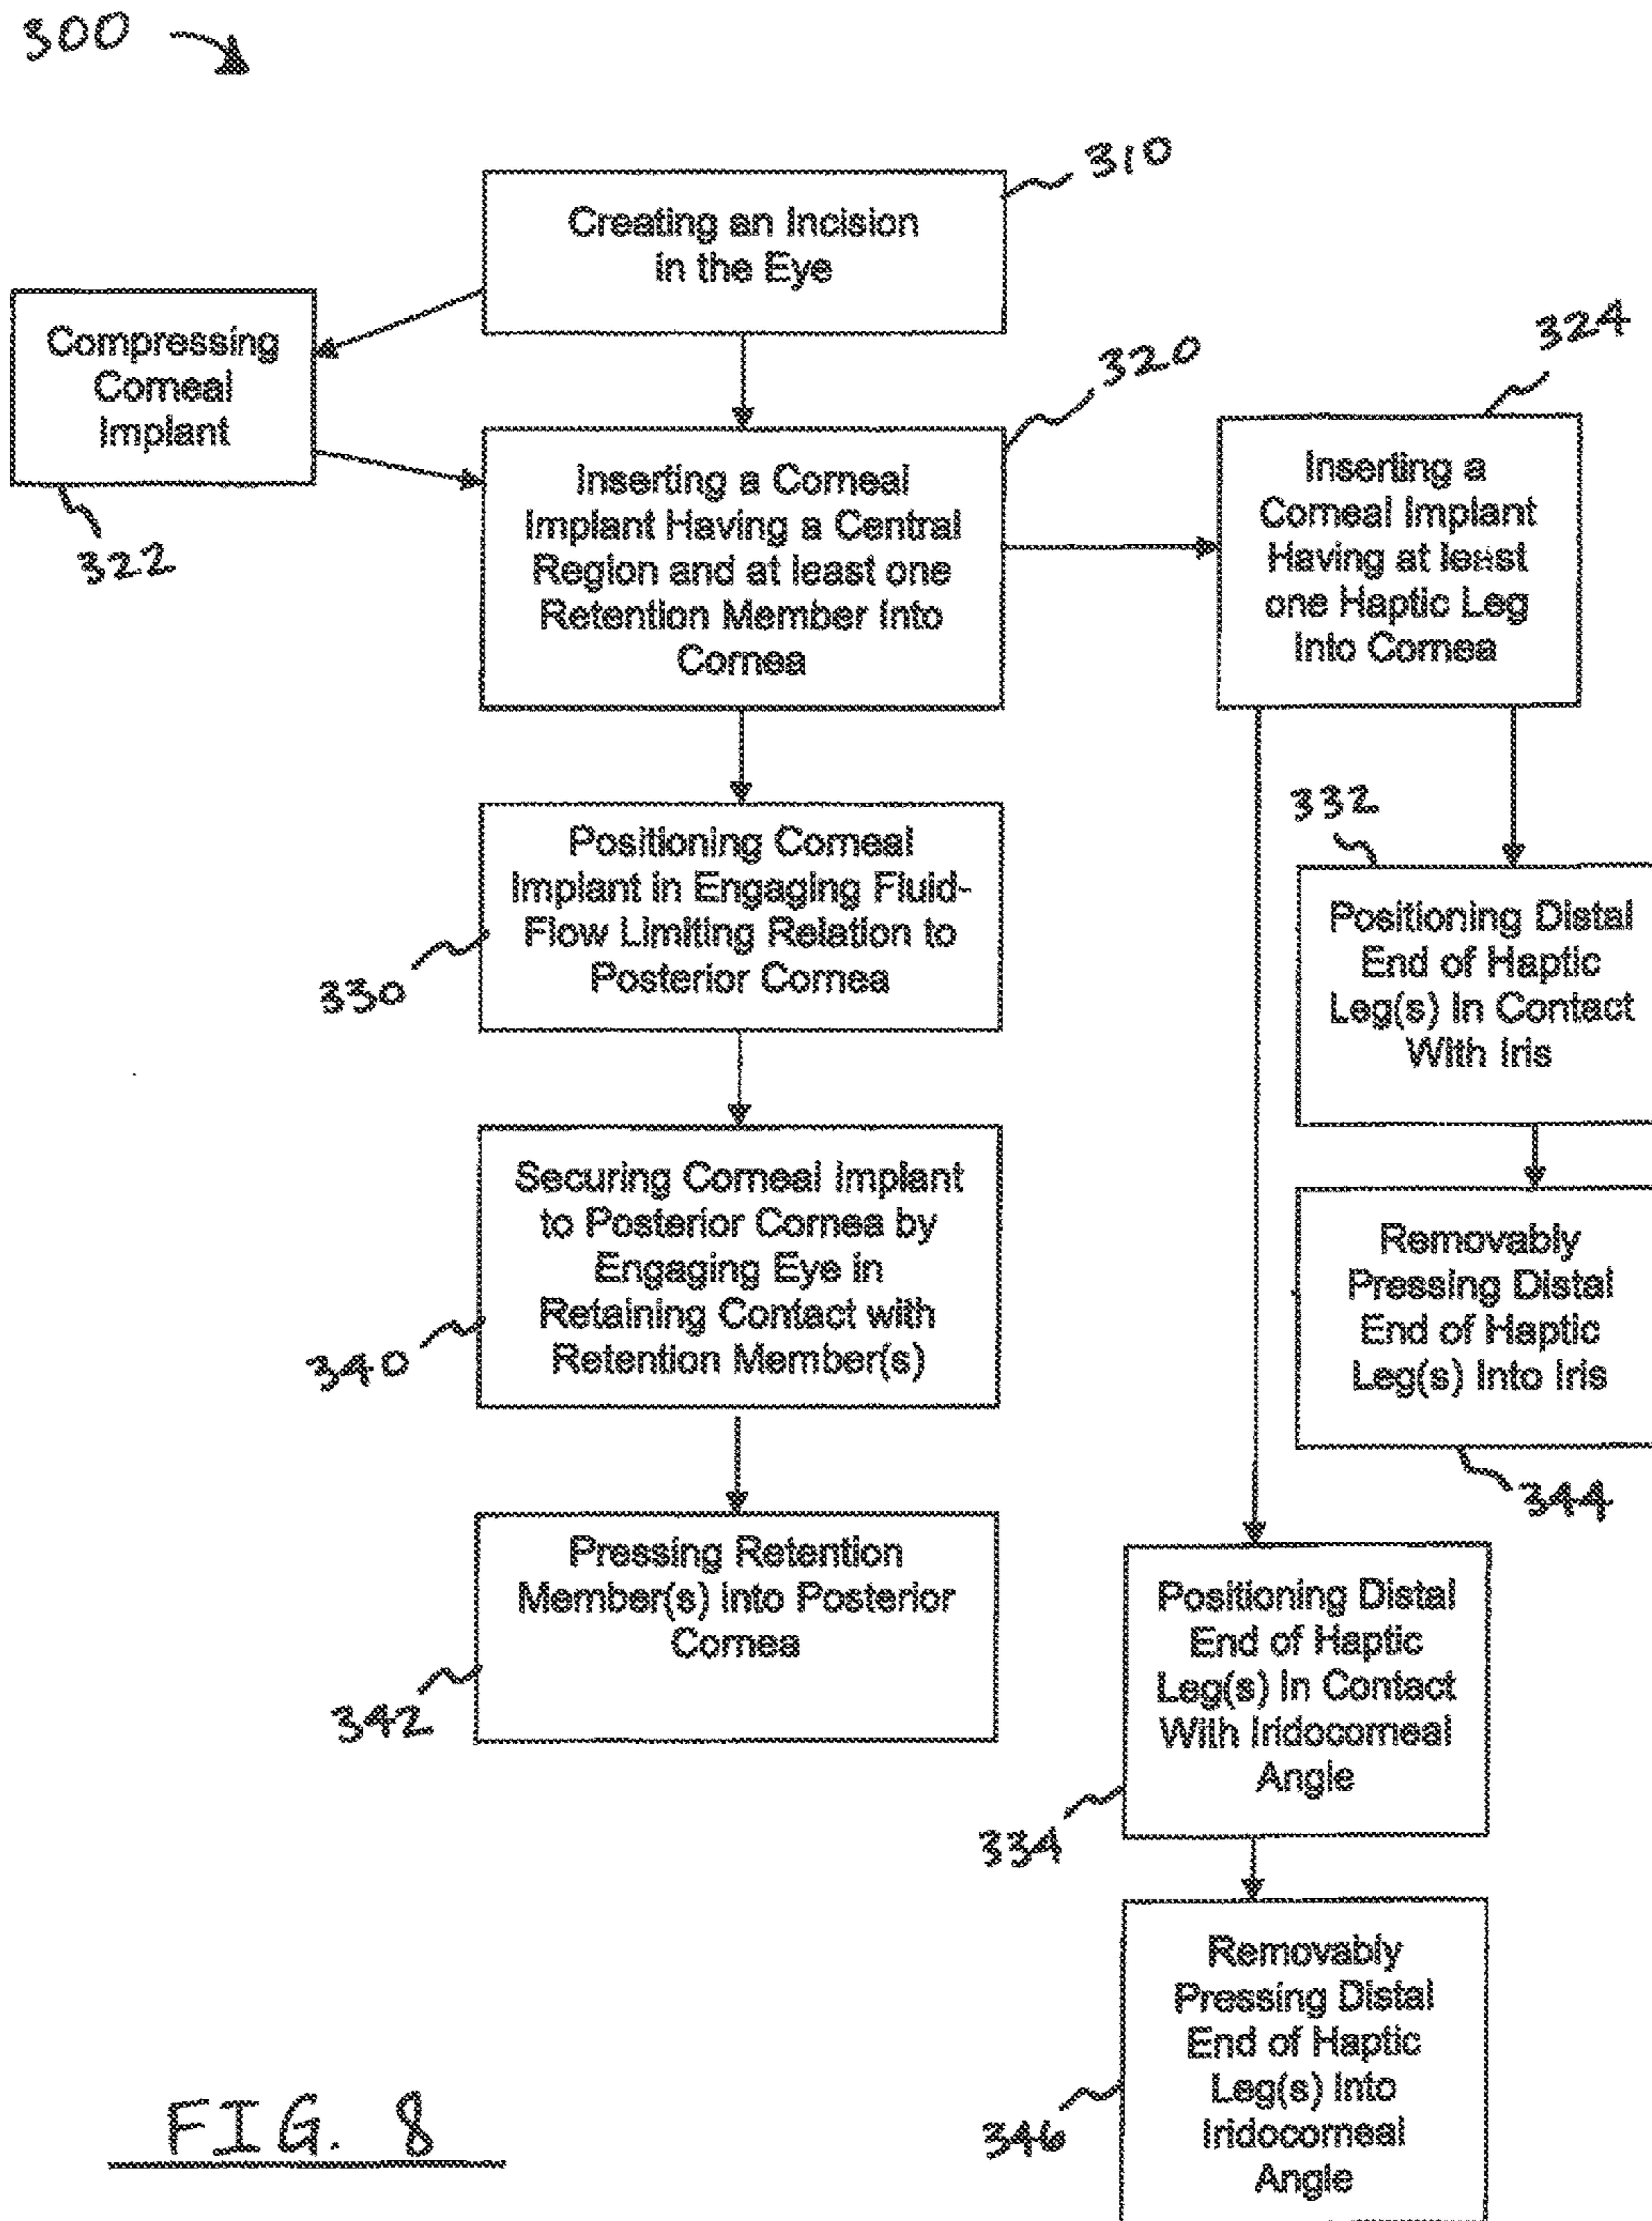 300
310
Creating an Incision
in the Eye
Compressing
Corneal
Implant
322
320
Inserting a Corneal
Implant Having a Central
Region and at least one
Retention Member Into
Cornea
324
Inserting a
Corneal Implant
Having at least
one Haptic Leg
Into Cornea
Positioning Corneal
Implant in Engaging Fluid-
Flow Limiting Relation to
Posterior Cornea
330
332
Positioning Distal
End of Haptic
Leg(s) In Contact
With Iris
Securing Corneal Implant
to Posterior Cornea by
Engaging Eye in
Retaining Contact with
Retention Member(s)
340
Removably
Pressing Distal
End of Haptic
Leg(s) Into Iris
344
Pressing Retention
Member(s) into Posterior
Cornea
342
Positioning Distal
End of Haptic
Leg(s) In Contact
With Iridocorneal
Angle
334
Removably
Pressing Distal
End of Haptic
Leg(s) Into
Iridocorneal
Angle
346
FIG. 8